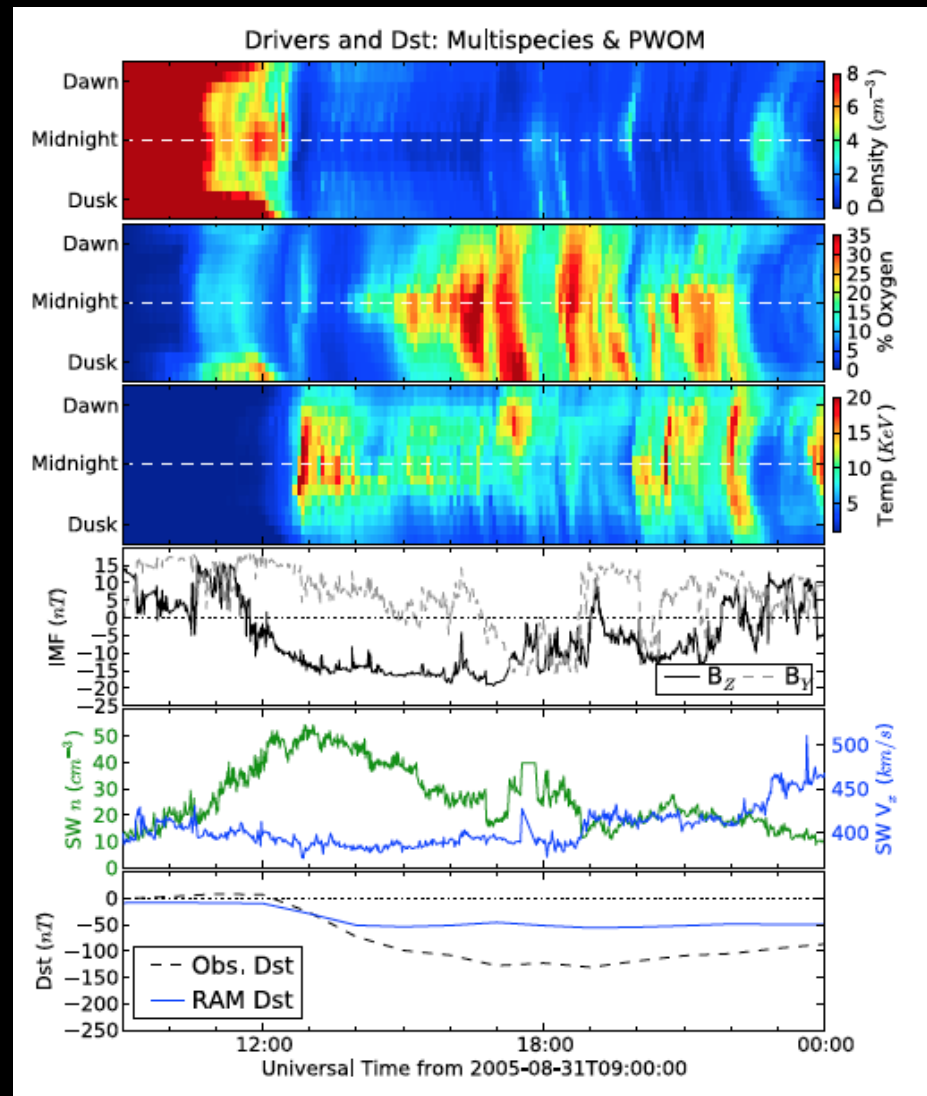 Drivers and Dst: Multispecies & PWOM
Dawn
Midnight
Dusk
8
6
4
2
0
Density (cm⁻³)
Dawn
Midnight
Dusk
35
30
25
20
15
10
5
0
% Oxygen
Dawn
Midnight
Dusk
20
15
10
5
Temp (KeV)
15
10
5
0
−5
−10
−15
−20
−25
IMF (nT)
B_Z B_Y
50
40
30
20
10
0
SW n (cm⁻³)
500
450
400
SW V_x (km/s)
0
−50
−100
−150
−200
−250
Dst (nT)
Obs. Dst
RAM Dst
12:00 18:00 00:00
Universal Time from 2005-08-31T09:00:00